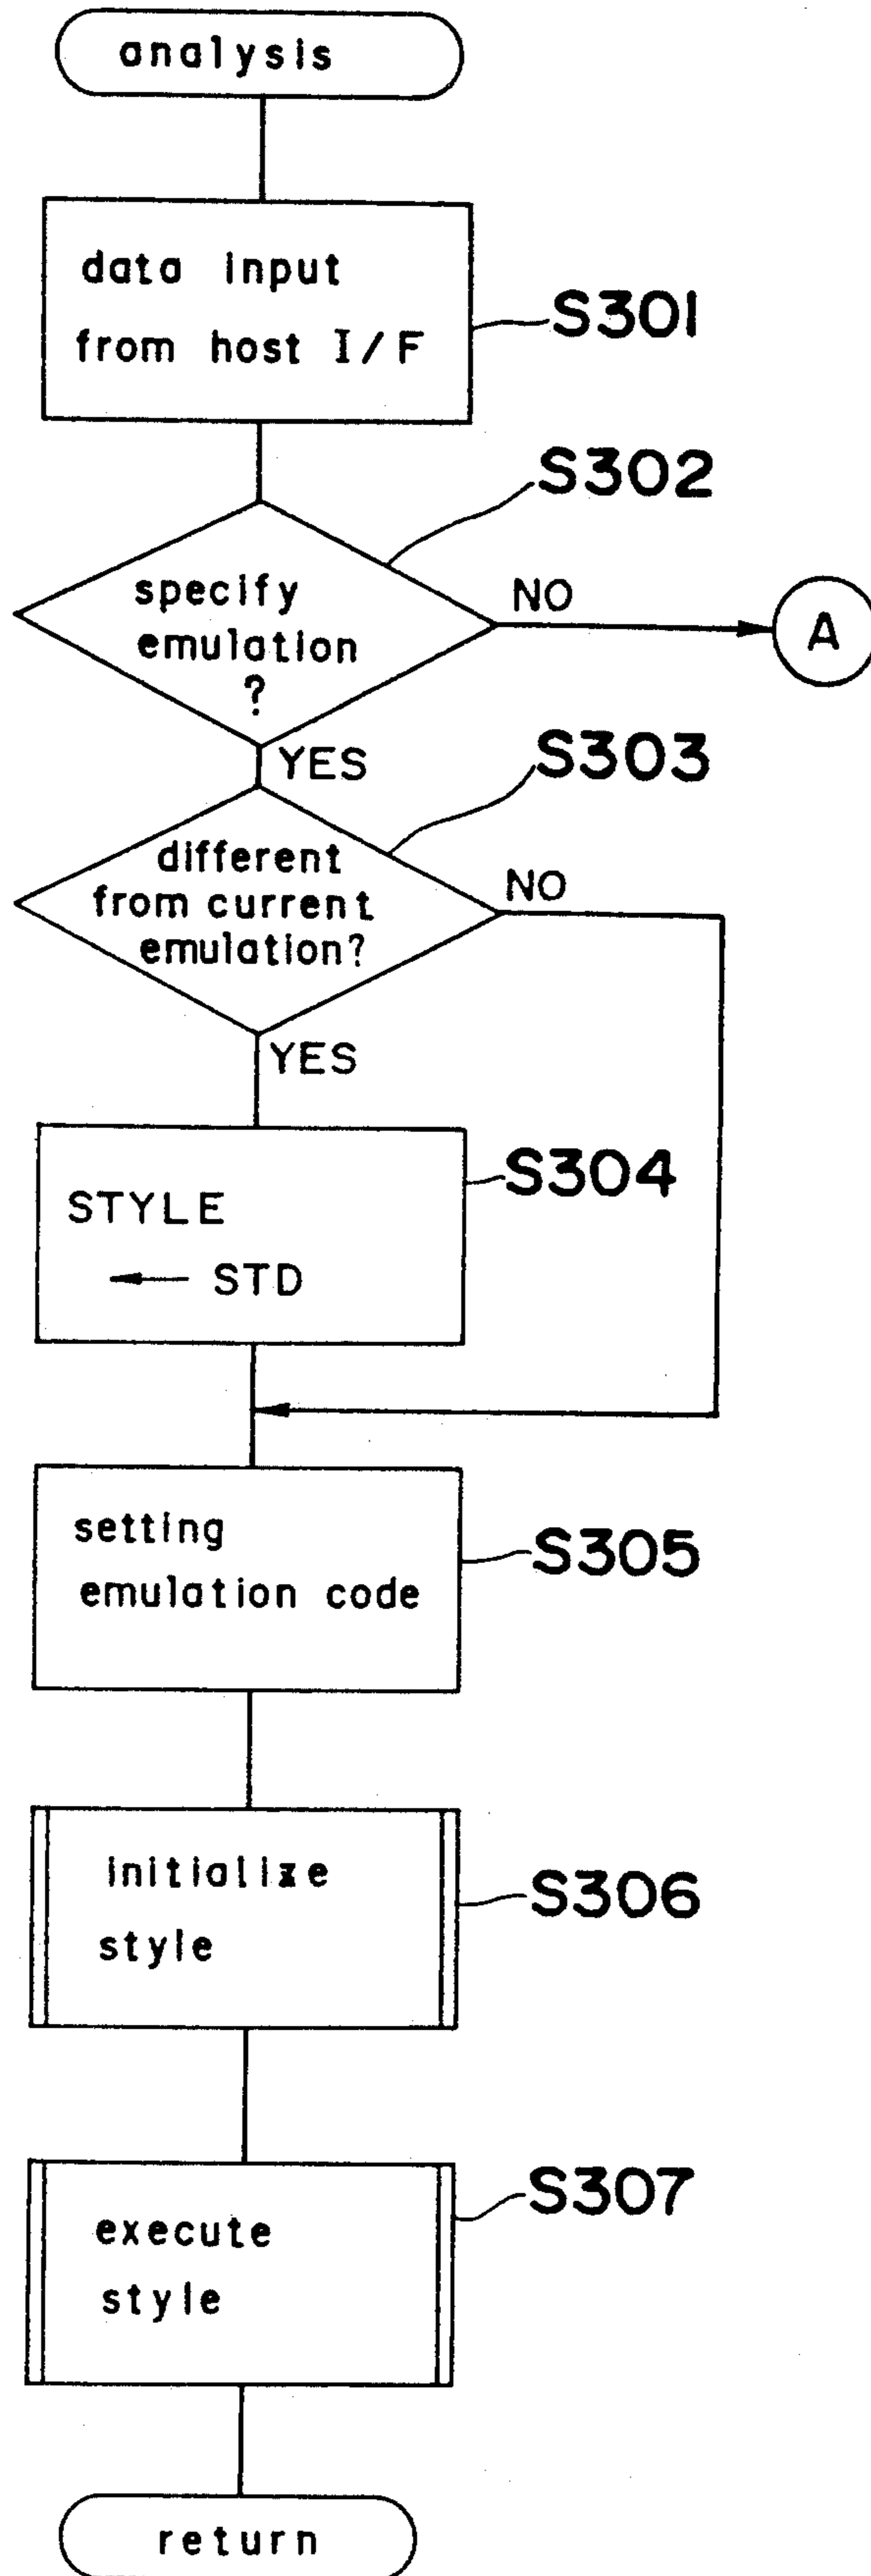 analysis
data input
from host I/F
S301
S302
specify
emulation
?
NO
A
YES
S303
different
from current
emulation?
NO
YES
S304
STYLE
← STD
setting
emulation code
S305
initialize
style
S306
execute
style
S307
return